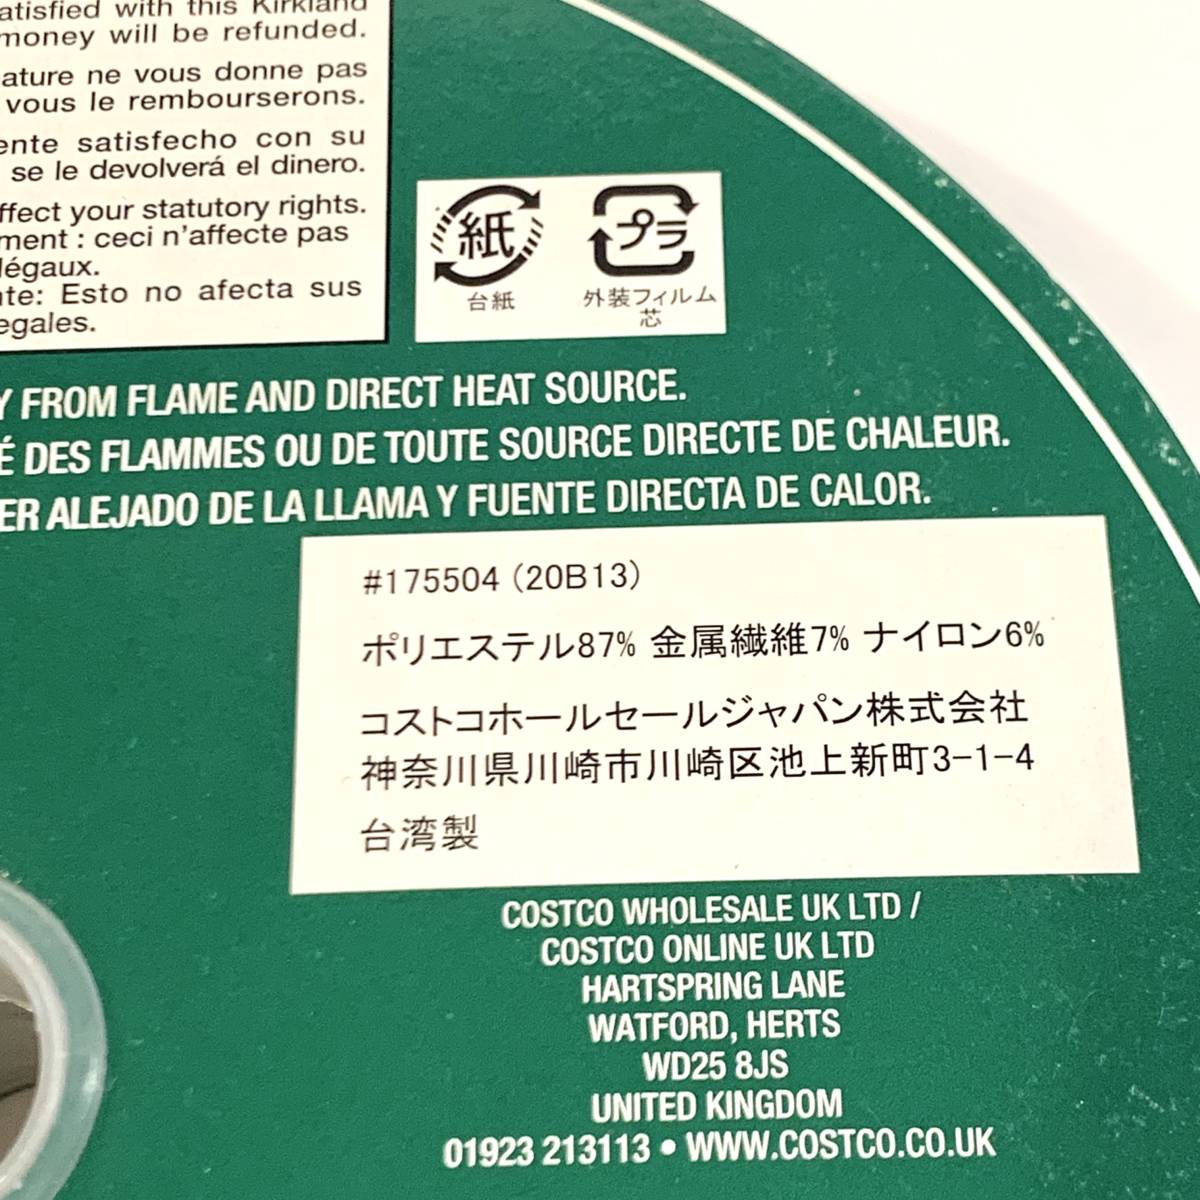 satisfied with this Kirkland
money will be refunded.
ature ne vous donne pas
vous le rembourserons.
ente satisfecho con su
se le devolverá el dinero.
ffect your statutory rights.
ment : ceci n'affecte pas
légaux.
nte: Esto no afecta sus
egales.
紙
プラ
台紙
外装フィルム
芯
Y FROM FLAME AND DIRECT HEAT SOURCE.
É DES FLAMMES OU DE TOUTE SOURCE DIRECTE DE CHALEUR.
ER ALEJADO DE LA LLAMA Y FUENTE DIRECTA DE CALOR.
#175504 (20B13)
ポリエステル87% 金属繊維7% ナイロン6%
コストコホールセールジャパン株式会社
神奈川県川崎市川崎区池上新町3-1-4
台湾製
COSTCO WHOLESALE UK LTD /
COSTCO ONLINE UK LTD
HARTSPRING LANE
WATFORD, HERTS
WD25 8JS
UNITED KINGDOM
01923 213113 • WWW.COSTCO.CO.UK